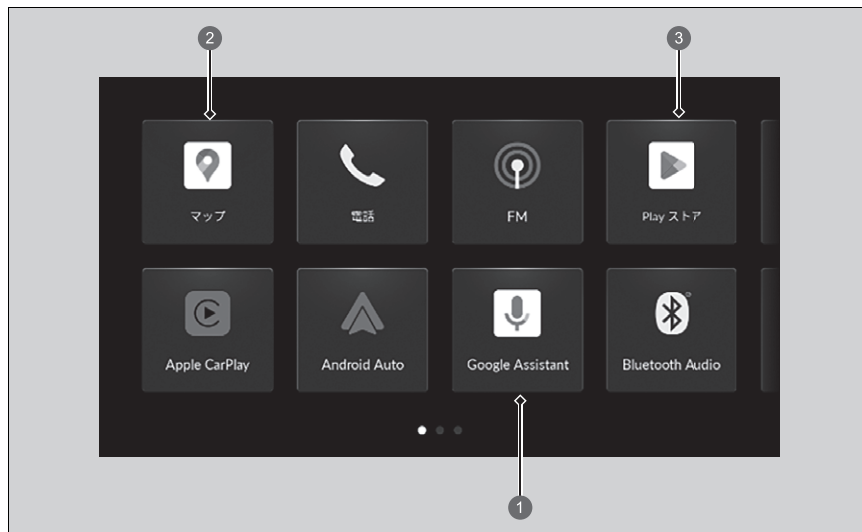 2
3
マップ
電話
FM
Play ストア
Apple CarPlay
Android Auto
Google Assistant
Bluetooth Audio
1